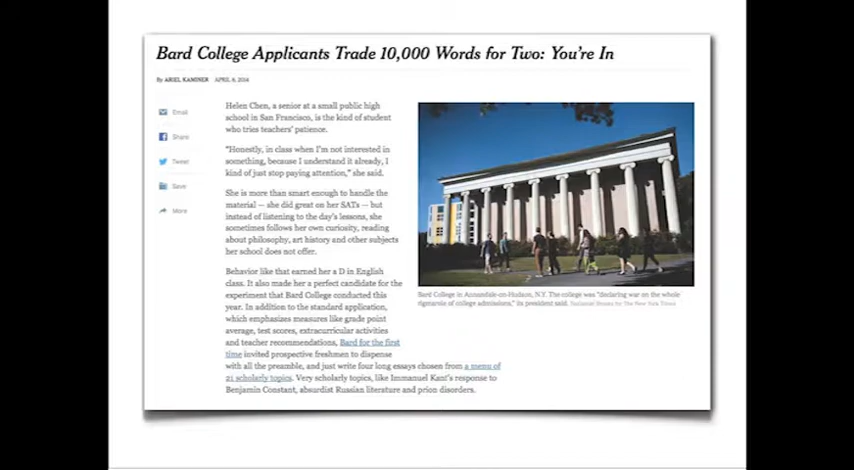 Bard College Applicants Trade 10,000 Words for Two: You're In
By ARIEL KAMINER APRIL 8, 2014
Email
Share
Tweet
Save
More
Helen Chen, a senior at a small public high
school in San Francisco, is the kind of student
who tries teachers' patience.
"Honestly, in class when I'm not interested in
something, because I understand it already, I
kind of just stop paying attention," she said.
She is more than smart enough to handle the
material — she did great on her SATs — but
instead of listening to the day's lessons, she
sometimes follows her own curiosity, reading
about philosophy, art history and other subjects
her school does not offer.
Behavior like that earned her a D in English
class. It also made her a perfect candidate for the
experiment that Bard College conducted this
year. In addition to the standard application,
which emphasizes measures like grade point
average, test scores, extracurricular activities
and teacher recommendations, Bard for the first
time invited prospective freshmen to dispense
with all the preamble, and just write four long essays chosen from a menu of
21 scholarly topics. Very scholarly topics, like Immanuel Kant's response to
Benjamin Constant, absurdist Russian literature and prion disorders.
Bard College in Annandale-on-Hudson, N.Y. The college was "declaring war on the whole
rigmarole of college admissions," its president said. Nathaniel Brooks for The New York Times